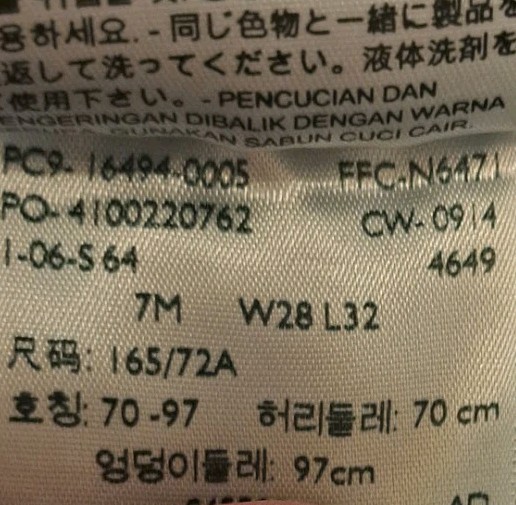 용하세요. - 同じ色物と一緒に製品を
返して洗ってください。液体洗剤を
使用下さい。- PENCUCIAN DAN
ENGERINGAN DIBALIK DENGAN WARNA
GUNAKAN SABUN CUCI CAIR.
PC9- 16494-0005 FFC-N6471
PO- 4100220762 CW- 0914
1-06-S 64 4649
7M W28 L32
尺码: 165/72A
호칭: 70 -97 허리둘레: 70 cm
엉덩이둘레: 97cm